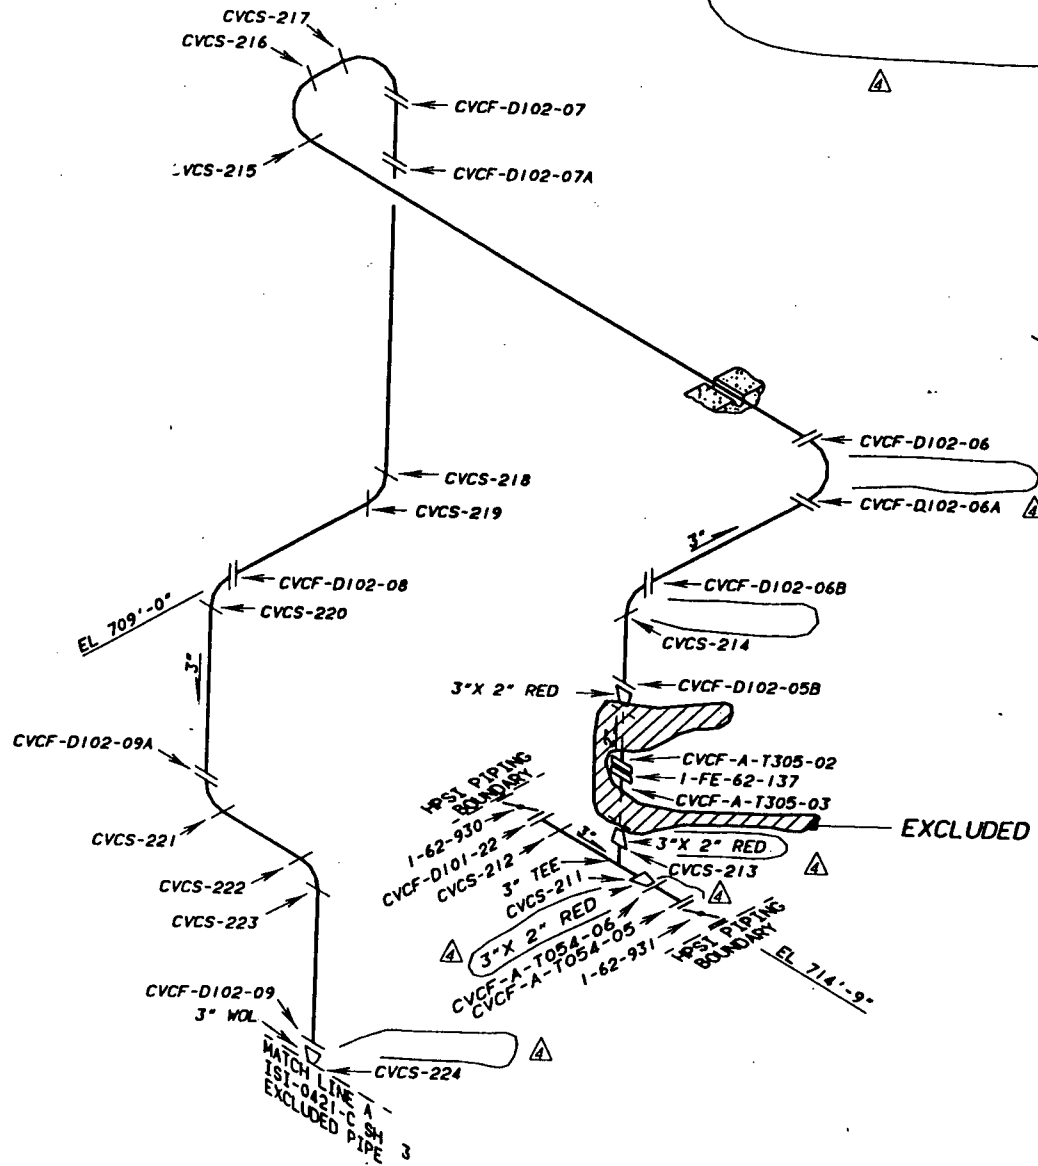 CVCS-217
CVCS-216
4
CVCF-D102-07
CVCS-215
CVCF-D102-07A
CVCF-D102-06
CVCS-218
CVCF-D102-06A
4
CVCS-219
3"
CVCF-D102-08
CVCF-D102-06B
CVCS-220
EL 709'-0"
CVCS-214
3"
3"X 2" RED
CVCF-D102-05B
2"
CVCF-D102-09A
CVCF-A-T305-02
1-FE-62-137
CVCF-A-T305-03
HPSI PIPING
BOUNDARY
EXCLUDED
1-62-930
3"
3"X 2" RED
CVCS-221
CVCF-D101-22
4
CVCS-212
CVCS-213
3" TEE
CVCS-211
4
CVCS-222
3"X 2" RED
4
CVCS-223
CVCF-A-T054-06
CVCF-A-T054-05
1-62-931
HPSI PIPING
BOUNDARY
EL 714'-9"
CVCF-D102-09
3" WOL
4
CVCS-224
MATCH LINE A
ISI-0421-C SH 3
EXCLUDED PIPE